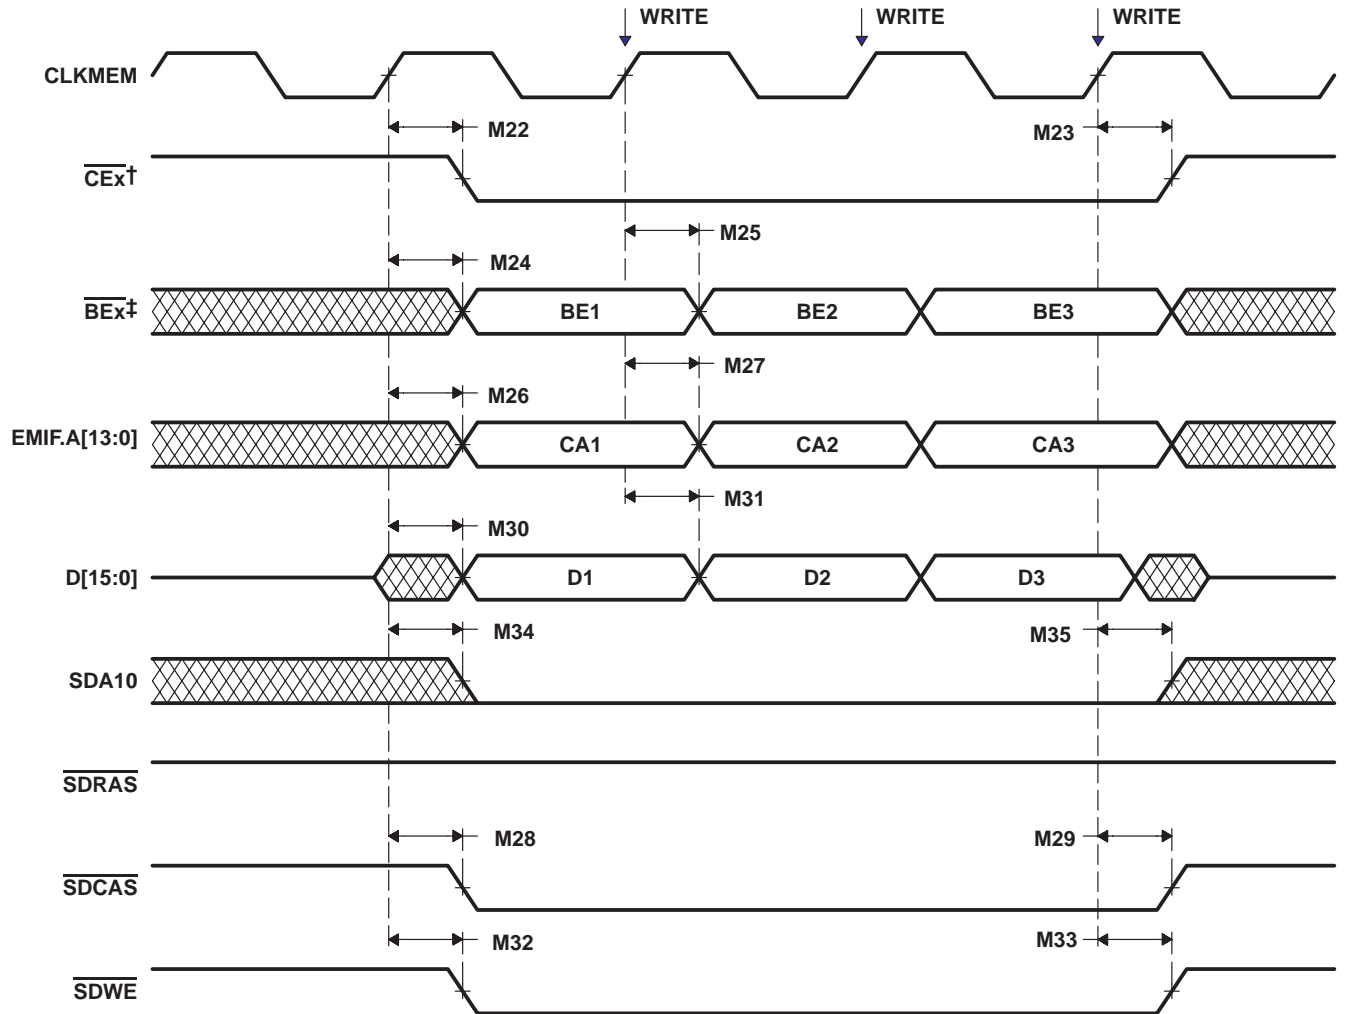 WRITE WRITE WRITE
CLKMEM
M22 M23
CEx†
M25
M24
BEx‡ BE1 BE2 BE3
M27
M26
EMIF.A[13:0] CA1 CA2 CA3
M31
M30
D[15:0] D1 D2 D3
M34 M35
SDA10
SDRAS
M28 M29
SDCAS
M32 M33
SDWE